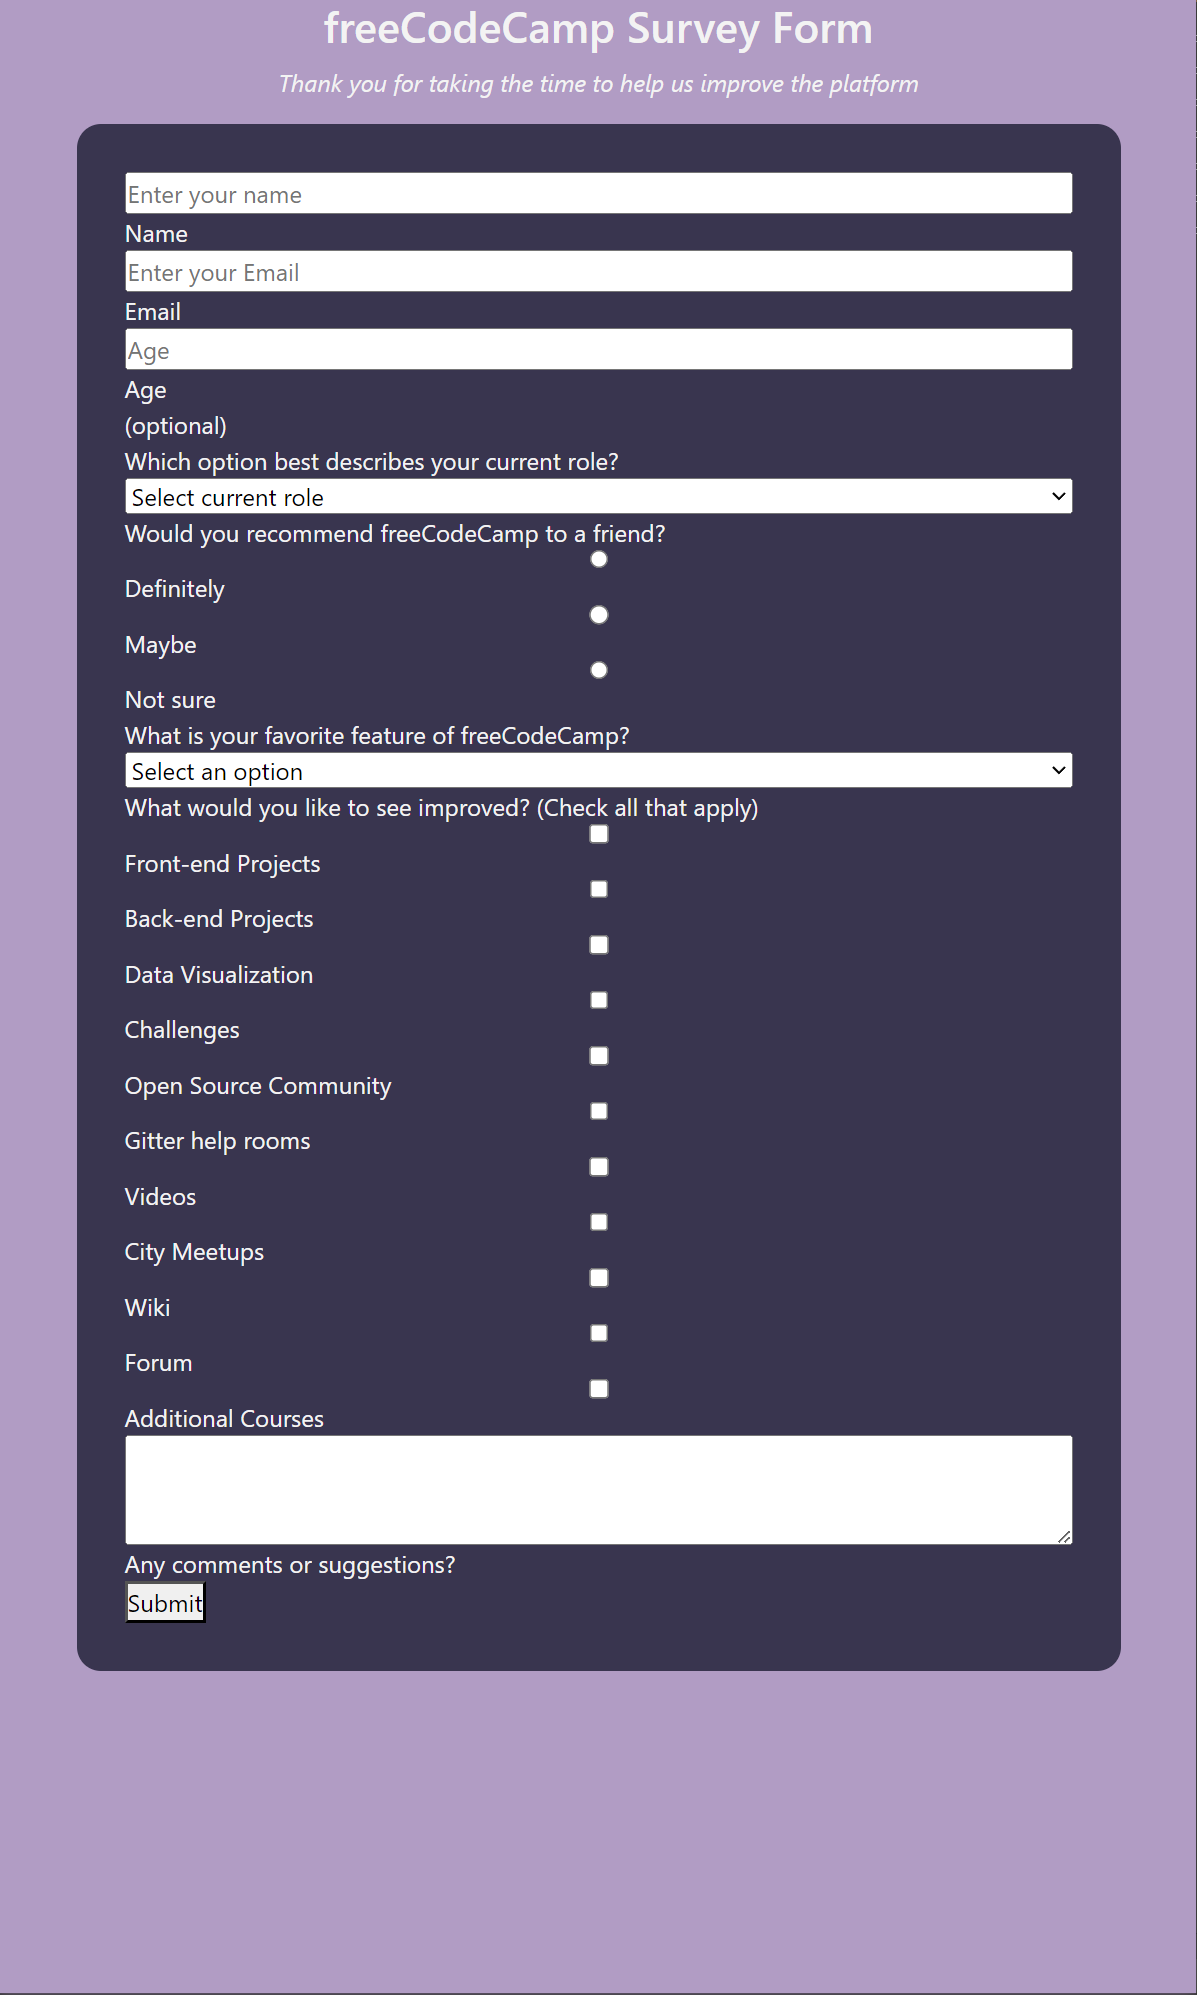 freeCodeCamp Survey Form
Thank you for taking the time to help us improve the platform
Enter your name
Name
Enter your Email
Email
Age
Age
(optional)
Which option best describes your current role?
Select current role
Would you recommend freeCodeCamp to a friend?
Definitely
Maybe
Not sure
What is your favorite feature of freeCodeCamp?
Select an option
What would you like to see improved? (Check all that apply)
Front-end Projects
Back-end Projects
Data Visualization
Challenges
Open Source Community
Gitter help rooms
Videos
City Meetups
Wiki
Forum
Additional Courses
Any comments or suggestions?
Submit